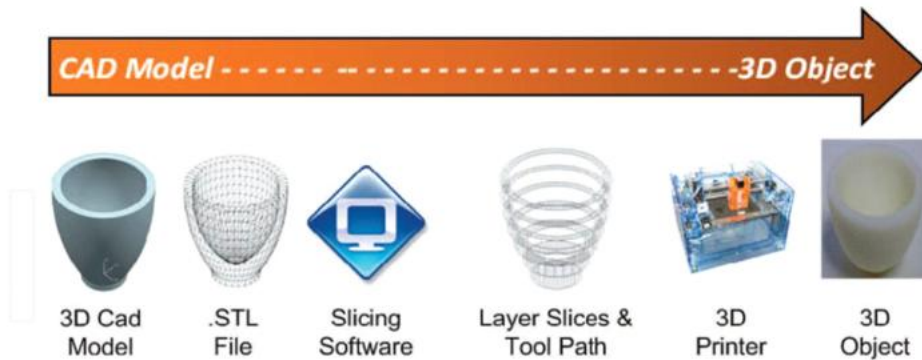 CAD Model - - - - - - -- - - - - - - - - - - - - - - - - - - - - - - -3D Object
3D Cad
Model
.STL
File
Slicing
Software
Layer Slices &
Tool Path
3D
Printer
3D
Object